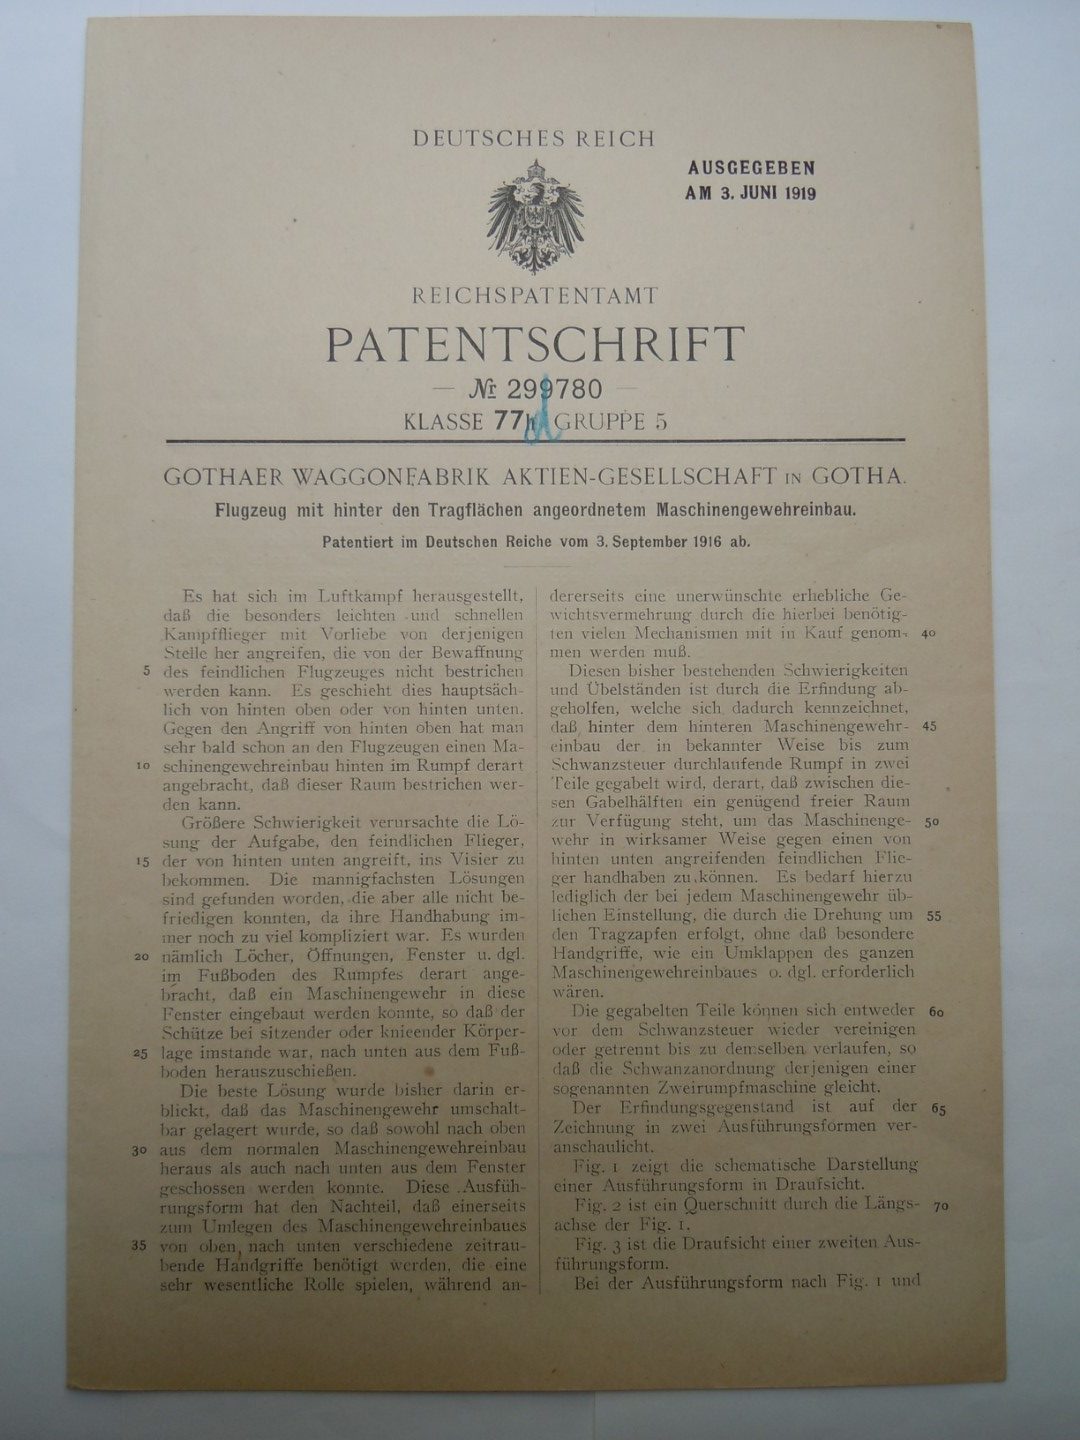 DEUTSCHES REICH
AUSGEGEBEN
AM 3. JUNI 1919
REICHSPATENTAMT
PATENTSCHRIFT
— № 299780 —
KLASSE 77h GRUPPE 5
d
GOTHAER WAGGONFABRIK AKTIEN-GESELLSCHAFT IN GOTHA.
Flugzeug mit hinter den Tragflächen angeordnetem Maschinengewehreinbau.
Patentiert im Deutschen Reiche vom 3. September 1916 ab.
Es hat sich im Luftkampf herausgestellt,
daß die besonders leichten und schnellen
Kampfflieger mit Vorliebe von derjenigen
Stelle her angreifen, die von der Bewaffnung
5 des feindlichen Flugzeuges nicht bestrichen
werden kann. Es geschieht dies hauptsäch-
lich von hinten oben oder von hinten unten.
Gegen den Angriff von hinten oben hat man
sehr bald schon an den Flugzeugen einen Ma-
10 schinengewehreinbau hinten im Rumpf derart
angebracht, daß dieser Raum bestrichen wer-
den kann.
Größere Schwierigkeit verursachte die Lö-
sung der Aufgabe, den feindlichen Flieger,
15 der von hinten unten angreift, ins Visier zu
bekommen. Die mannigfachsten Lösungen
sind gefunden worden, die aber alle nicht be-
friedigen konnten, da ihre Handhabung im-
mer noch zu viel kompliziert war. Es wurden
20 nämlich Löcher, Öffnungen, Fenster u. dgl.
im Fußboden des Rumpfes derart ange-
bracht, daß ein Maschinengewehr in diese
Fenster eingebaut werden konnte, so daß der
Schütze bei sitzender oder knieender Körper-
25 lage imstande war, nach unten aus dem Fuß-
boden herauszuschießen.
Die beste Lösung wurde bisher darin er-
blickt, daß das Maschinengewehr umschalt-
bar gelagert wurde, so daß sowohl nach oben
30 aus dem normalen Maschinengewehreinbau
heraus als auch nach unten aus dem Fenster
geschossen werden konnte. Diese Ausfüh-
rungsform hat den Nachteil, daß einerseits
zum Umlegen des Maschinengewehreinbaues
35 von oben nach unten verschiedene zeitrau-
bende Handgriffe benötigt werden, die eine
sehr wesentliche Rolle spielen, während an-
dererseits eine unerwünschte erhebliche Ge-
wichtsvermehrung durch die hierbei benötig-
ten vielen Mechanismen mit in Kauf genom- 40
men werden muß.
Diesen bisher bestehenden Schwierigkeiten
und Übelständen ist durch die Erfindung ab-
geholfen, welche sich dadurch kennzeichnet,
daß hinter dem hinteren Maschinengewehr- 45
einbau der in bekannter Weise bis zum
Schwanzsteuer durchlaufende Rumpf in zwei
Teile gegabelt wird, derart, daß zwischen die-
sen Gabelhälften ein genügend freier Raum
zur Verfügung steht, um das Maschinenge- 50
wehr in wirksamer Weise gegen einen von
hinten unten angreifenden feindlichen Flie-
ger handhaben zu können. Es bedarf hierzu
lediglich der bei jedem Maschinengewehr üb-
lichen Einstellung, die durch die Drehung um 55
den Tragzapfen erfolgt, ohne daß besondere
Handgriffe, wie ein Umklappen des ganzen
Maschinengewehreinbaues o. dgl. erforderlich
wären.
Die gegabelten Teile können sich entweder 60
vor dem Schwanzsteuer wieder vereinigen
oder getrennt bis zu demselben verlaufen, so
daß die Schwanzanordnung derjenigen einer
sogenannten Zweirumpfmaschine gleicht.
Der Erfindungsgegenstand ist auf der 65
Zeichnung in zwei Ausführungsformen ver-
anschaulicht.
Fig. 1 zeigt die schematische Darstellung
einer Ausführungsform in Draufsicht.
Fig. 2 ist ein Querschnitt durch die Längs- 70
achse der Fig. 1.
Fig. 3 ist die Draufsicht einer zweiten Aus-
führungsform.
Bei der Ausführungsform nach Fig. 1 und